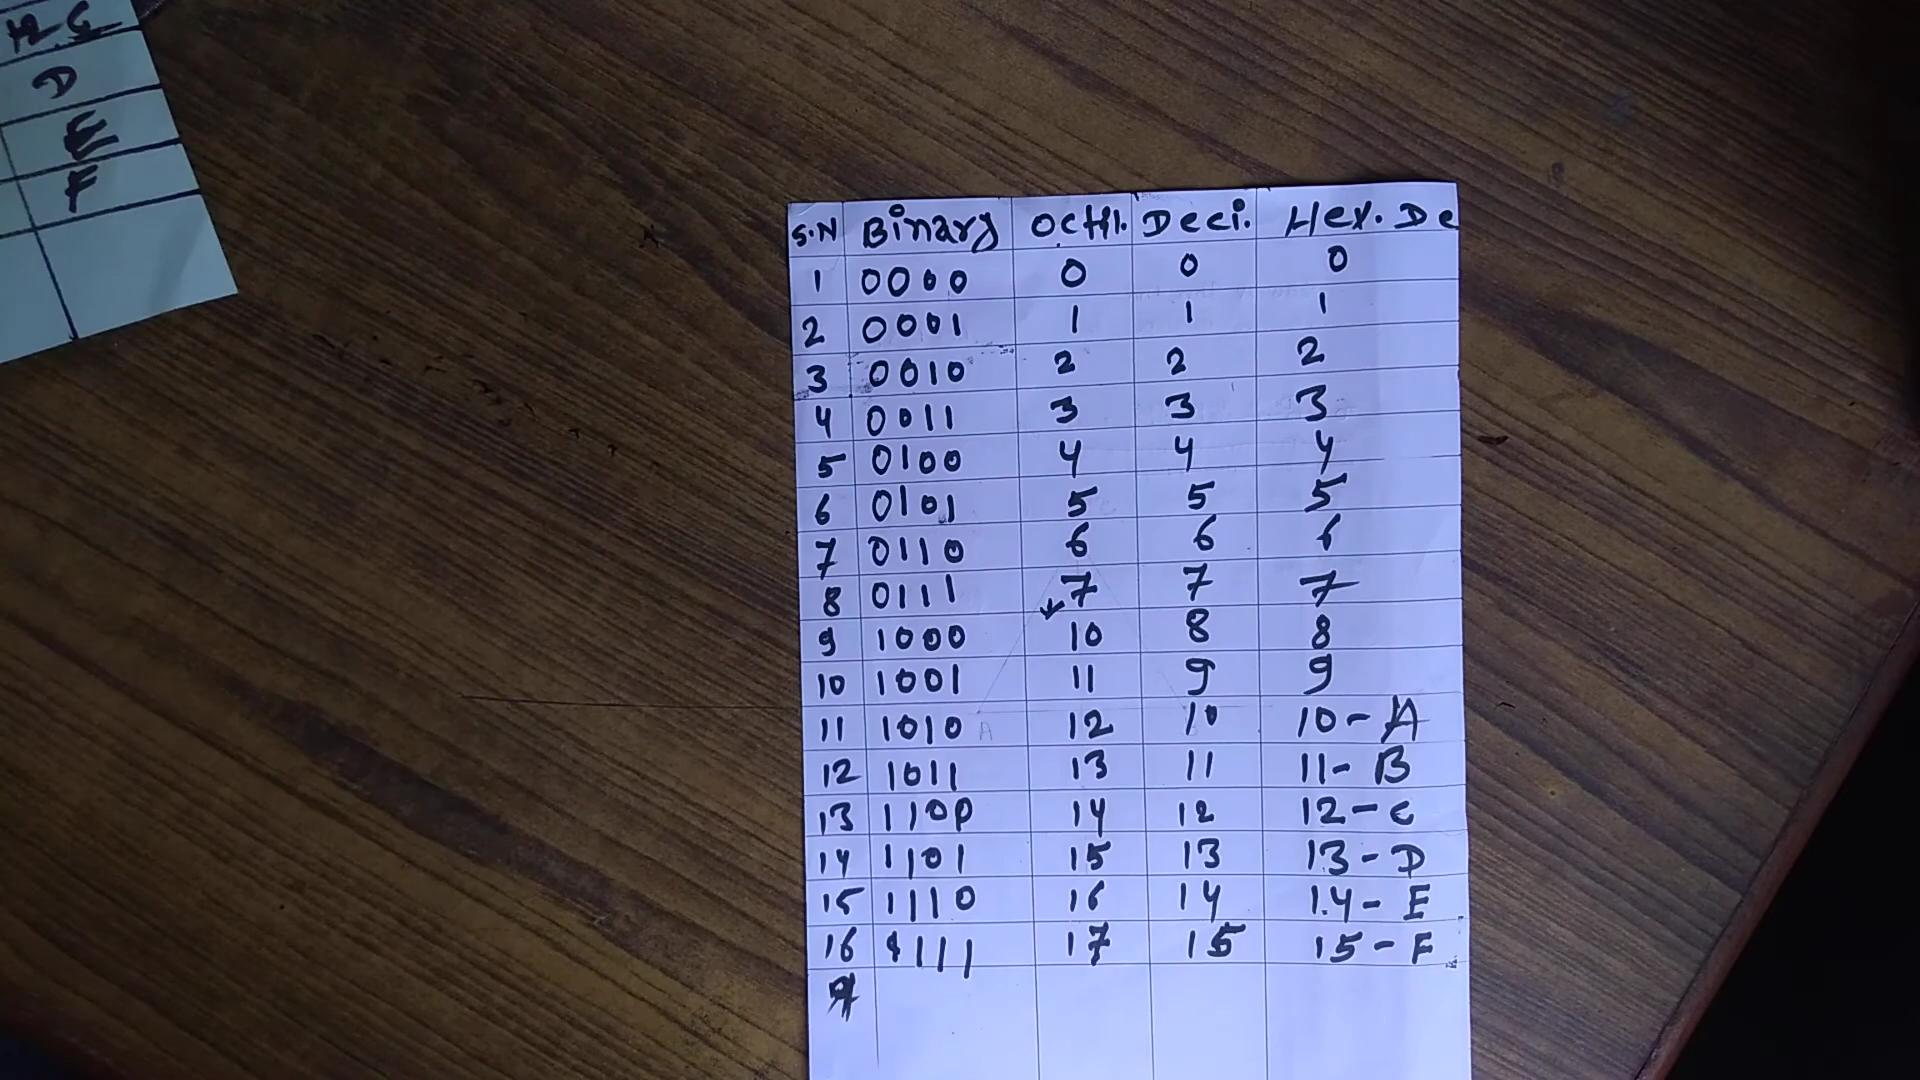 S.N Binary Octl. Deci. Hex. De
1 0000 0 0 0
2 0001 1 1 1
3 0010 2 2 2
4 0011 3 3 3
5 0100 4 4 4
6 0101 5 5 5
7 0110 6 6 6
8 0111 7 7 7
9 1000 10 8 8
10 1001 11 9 9
11 1010 12 10 10-A
12 1011 13 11 11- B
13 1100 14 12 12-C
14 1101 15 13 13-D
15 1110 16 14 1.4- E
16 1111 17 15 15-F
D
E
F